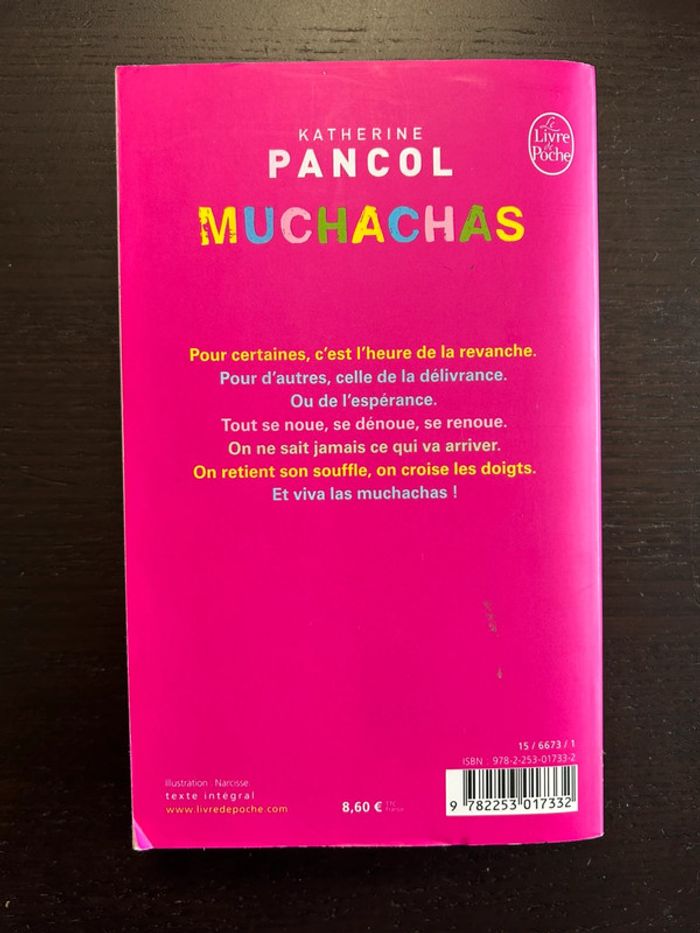 KATHERINE
PANCOL
Le
Livre
de
Poche
MUCHACHAS
Pour certaines, c'est l'heure de la revanche.
Pour d'autres, celle de la délivrance.
Ou de l'espérance.
Tout se noue, se dénoue, se renoue.
On ne sait jamais ce qui va arriver.
On retient son souffle, on croise les doigts.
Et viva las muchachas !
15 / 6673 / 1
ISBN : 978-2-253-01733-2
Illustration : Narcisse.
texte intégral
www.livredepoche.com
8,60 € TTC
France
9 782253 017332